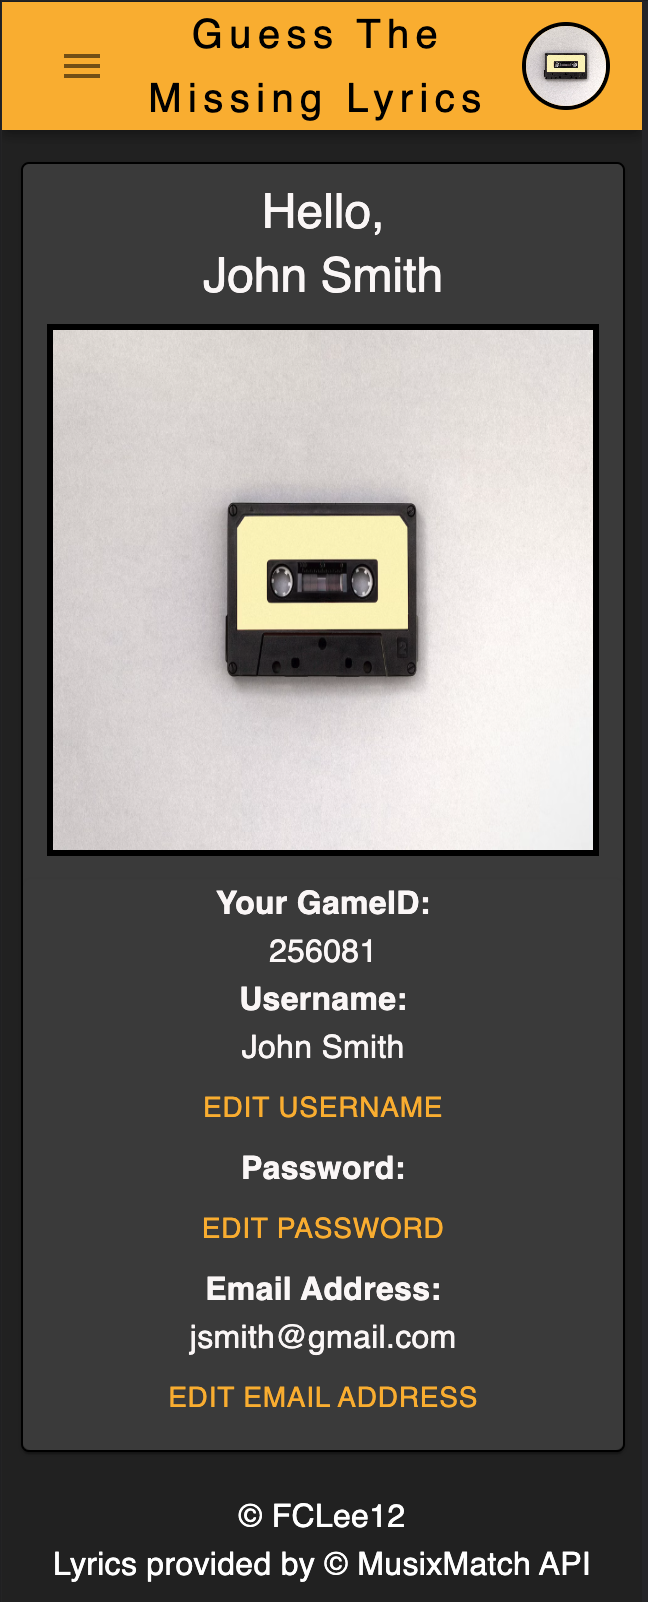 Guess The
Missing Lyrics
Hello,
John Smith
Your GameID:
256081
Username:
John Smith
EDIT USERNAME
Password:
EDIT PASSWORD
Email Address:
jsmith@gmail.com
EDIT EMAIL ADDRESS
© FCLee12
Lyrics provided by © MusixMatch API